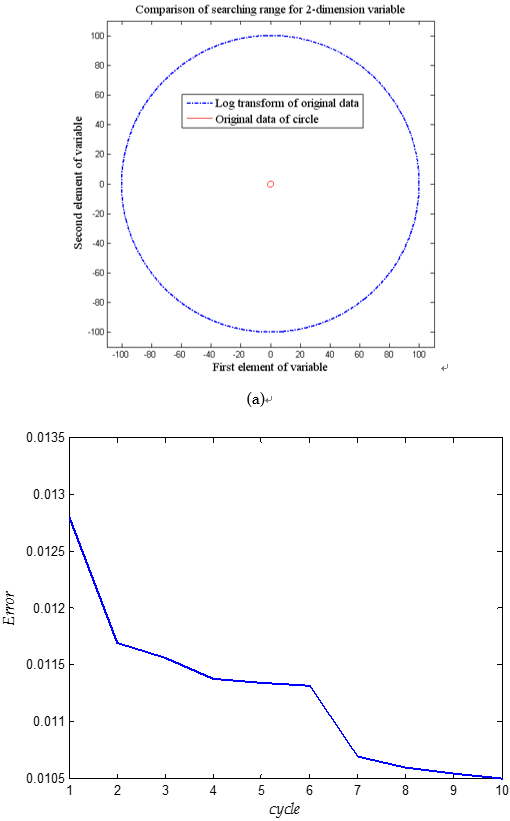 Comparison of searching range for 2-dimension variable
Second element of variable
100
80
60
40
20
0
-20
-40
-60
-80
-100
Log transform of original data
Original data of circle
-100 -80 -60 -40 -20 0 20 40 60 80 100
First element of variable
(a)
Error
0.0135
0.013
0.0125
0.012
0.0115
0.011
0.0105
1 2 3 4 5 6 7 8 9 10
cycle